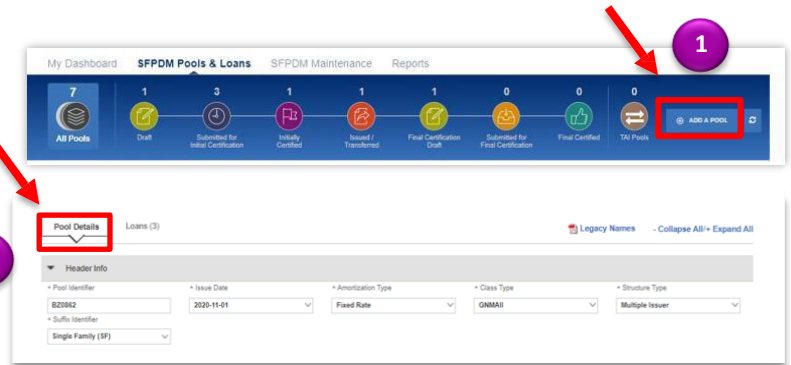 1
My Dashboard SFPDM Pools & Loans SFPDM Maintenance Reports
7 1 3 1 1 1 0 0 0
ADD A POOL
All Pools Draft Submitted for Initially Issued / Final Certification Submitted for Final Certified TAI Pools
Initial Certification Certified Transferred Draft Final Certification
Pool Details Loans (3) Legacy Names - Collapse All/+ Expand All
Header Info
* Pool Identifier * Issue Date * Amortization Type * Class Type * Structure Type
BZ0862 2020-11-01 Fixed Rate GNMAII Multiple Issuer
* Suffix Identifier
Single Family (SF)